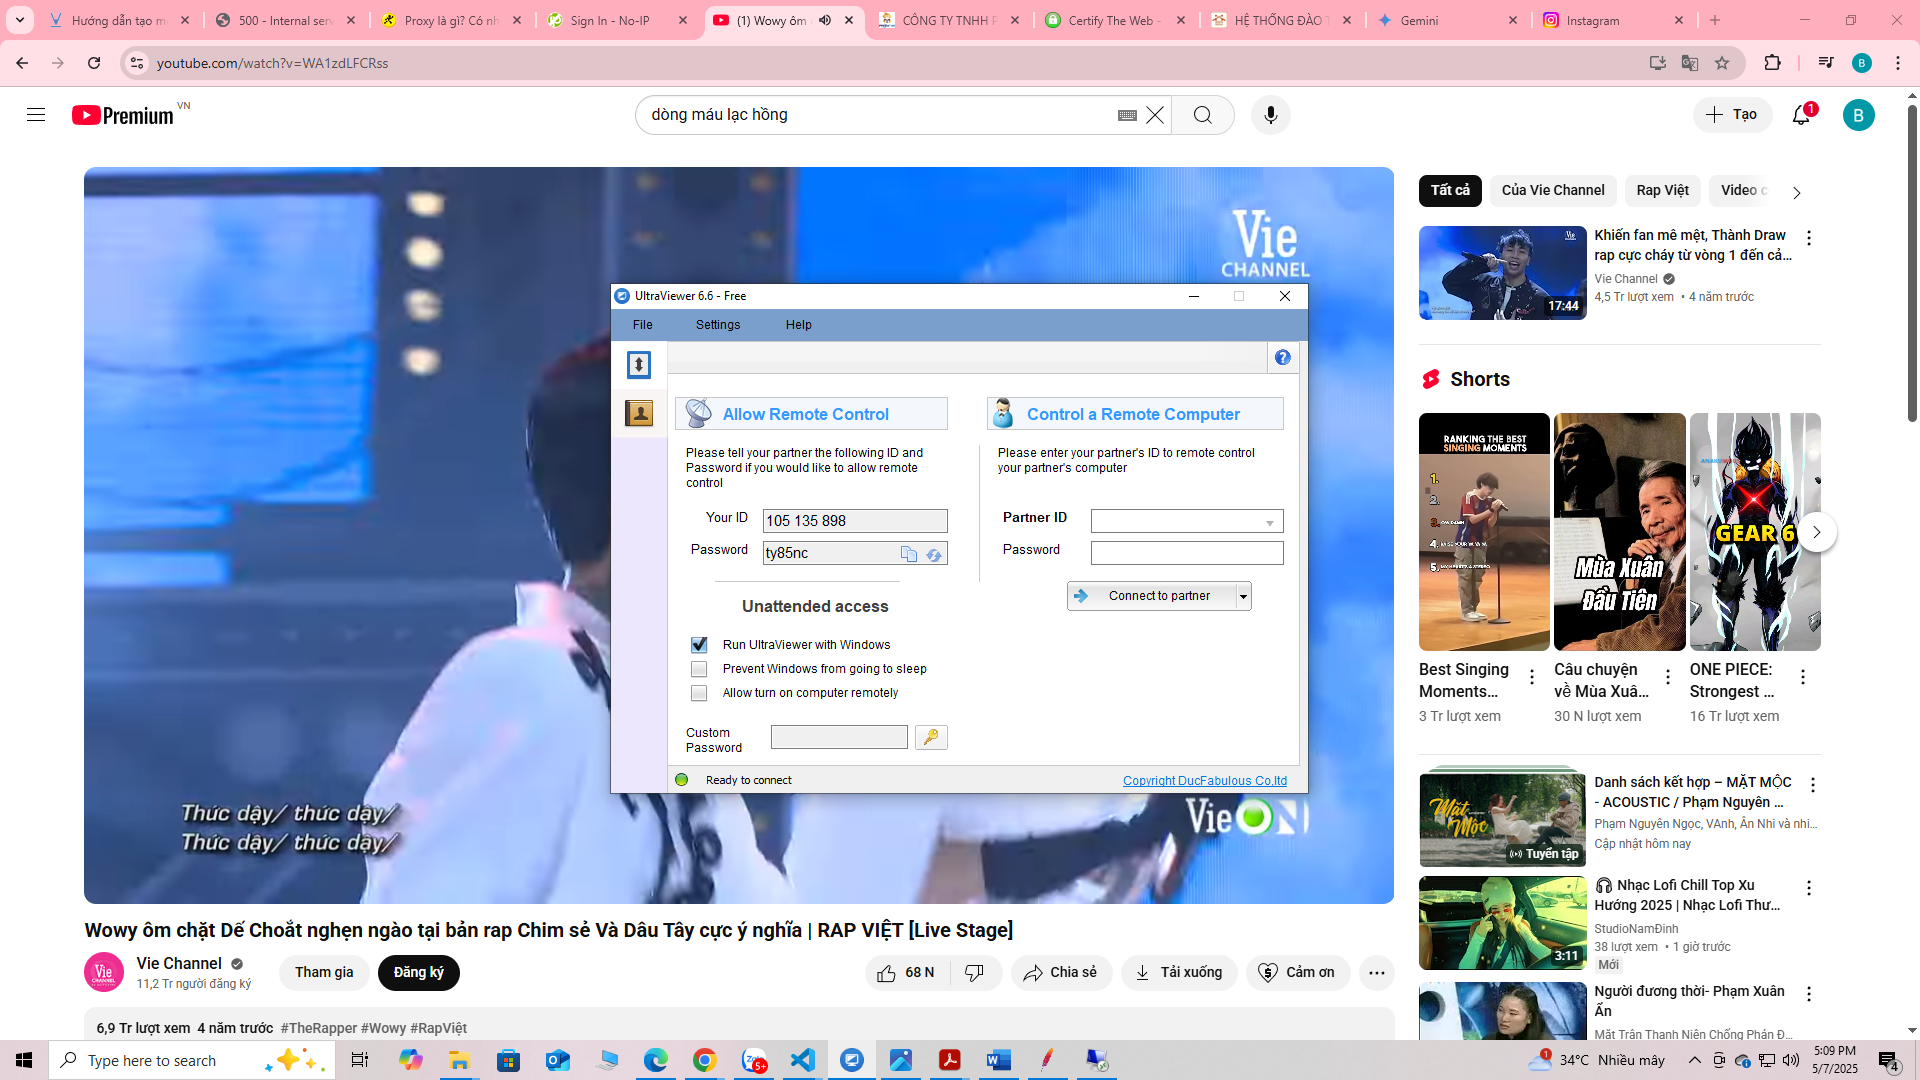 Hướng dẫn tạo mớ
500 - Internal serv
Proxy là gì? Có nh
Sign In - No-IP
(1) Wowy ôm
CÔNG TY TNHH P
Certify The Web -
HỆ THỐNG ĐÀO T
Gemini
Instagram
youtube.com/watch?v=WA1zdLFCRss
B
Premium VN
dòng máu lạc hồng
Tạo
1
B
Vie
CHANNEL
Thức dậy/ thức dậy/
Thức dậy/ thức dậy/
VieON
UltraViewer 6.6 - Free
File Settings Help
Allow Remote Control
Please tell your partner the following ID and
Password if you would like to allow remote
control
Your ID 105 135 898
Password ty85nc
Unattended access
Run UltraViewer with Windows
Prevent Windows from going to sleep
Allow turn on computer remotely
Custom
Password
Control a Remote Computer
Please enter your partner's ID to remote control
your partner's computer
Partner ID
Password
Connect to partner
Ready to connect
Copyright DucFabulous Co,ltd
Wowy ôm chặt Dế Choắt nghẹn ngào tại bản rap Chim sẻ Và Dâu Tây cực ý nghĩa | RAP VIỆT [Live Stage]
Vie Channel
11,2 Tr người đăng ký
Tham gia
Đăng ký
68 N
Chia sẻ
Tải xuống
Cảm ơn
6,9 Tr lượt xem 4 năm trước #TheRapper #Wowy #RapViệt
Tất cả
Của Vie Channel
Rap Việt
Video c
17:44
Khiến fan mê mệt, Thành Draw
rap cực cháy từ vòng 1 đến cả…
Vie Channel
4,5 Tr lượt xem • 4 năm trước
Shorts
RANKING THE BEST
SINGING MOMENTS
1.
2.
3.
4.
5.
Mùa Xuân
Đầu Tiên
GEAR 6
Best Singing
Moments…
3 Tr lượt xem
Câu chuyện
về Mùa Xuâ…
30 N lượt xem
ONE PIECE:
Strongest …
16 Tr lượt xem
Mặt
Mộc
Tuyển tập
Danh sách kết hợp – MẶT MỘC
- ACOUSTIC / Phạm Nguyên …
Phạm Nguyên Ngọc, VAnh, Ân Nhi và nhi…
Cập nhật hôm nay
3:11
Nhạc Lofi Chill Top Xu
Hướng 2025 | Nhạc Lofi Thư…
StudioNamĐinh
38 lượt xem • 1 giờ trước
Mới
Người đương thời- Phạm Xuân
Ẩn
Mặt Trận Thanh Niên Chống Phản Đ…
Type here to search
Zalo
5+
1
34°C Nhiều mây
5:09 PM
5/7/2025
4